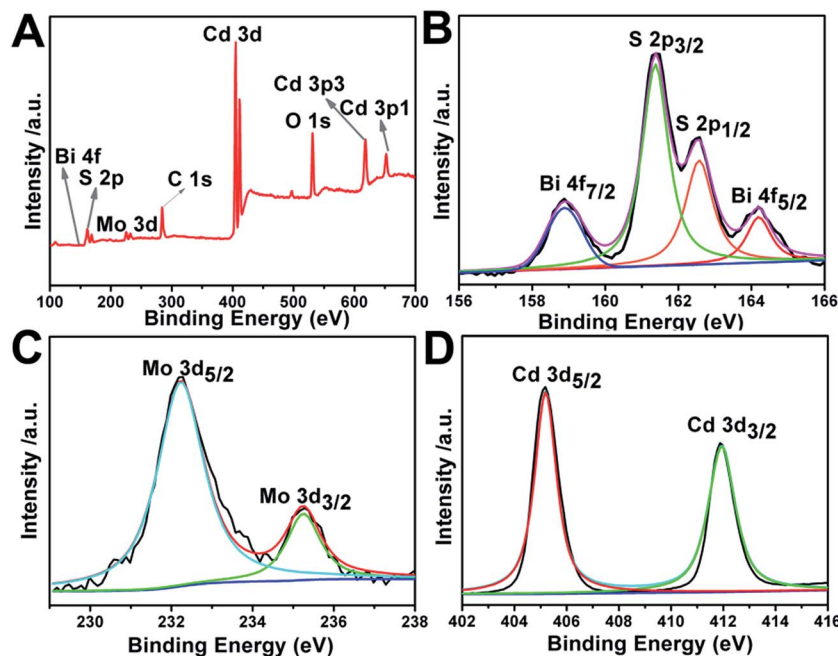 A
Cd 3d
Cd 3p3
Cd 3p1
O 1s
Bi 4f
S 2p
C 1s
Mo 3d
Intensity /a.u.
100 200 300 400 500 600 700
Binding Energy (eV)
B
S 2p3/2
S 2p1/2
Bi 4f7/2
Bi 4f5/2
Intensity /a.u.
156 158 160 162 164 166
Binding Energy (eV)
C
Mo 3d5/2
Mo 3d3/2
Intensity /a.u.
230 232 234 236 238
Binding Energy (eV)
D
Cd 3d5/2
Cd 3d3/2
Intensity /a.u.
402 404 406 408 410 412 414 416
Binding Energy (eV)